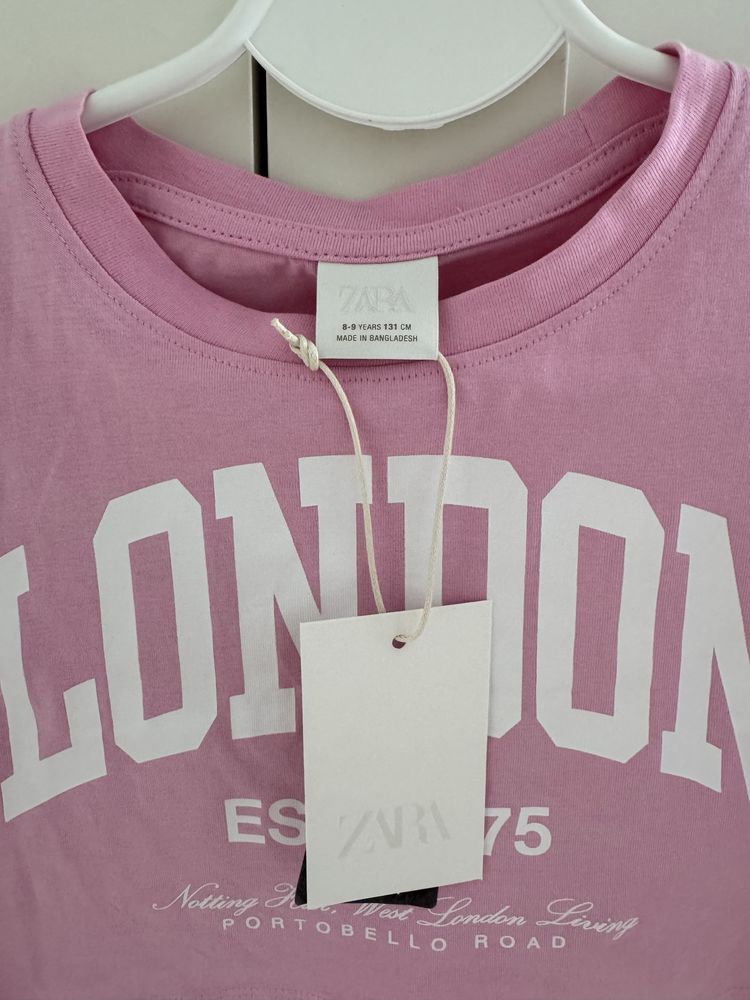 ZARA
8-9 YEARS 131 CM
MADE IN BANGLADESH
LONDON
ES 75
ZARA
Notting Hill, West London Living
PORTOBELLO ROAD